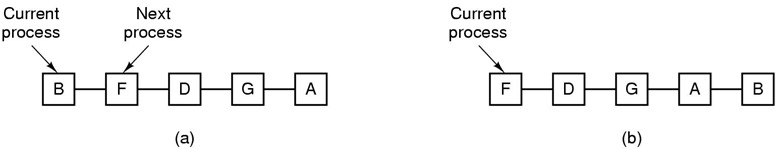 Current
process
Next
process
B F D G A
(a)
Current
process
F D G A B
(b)